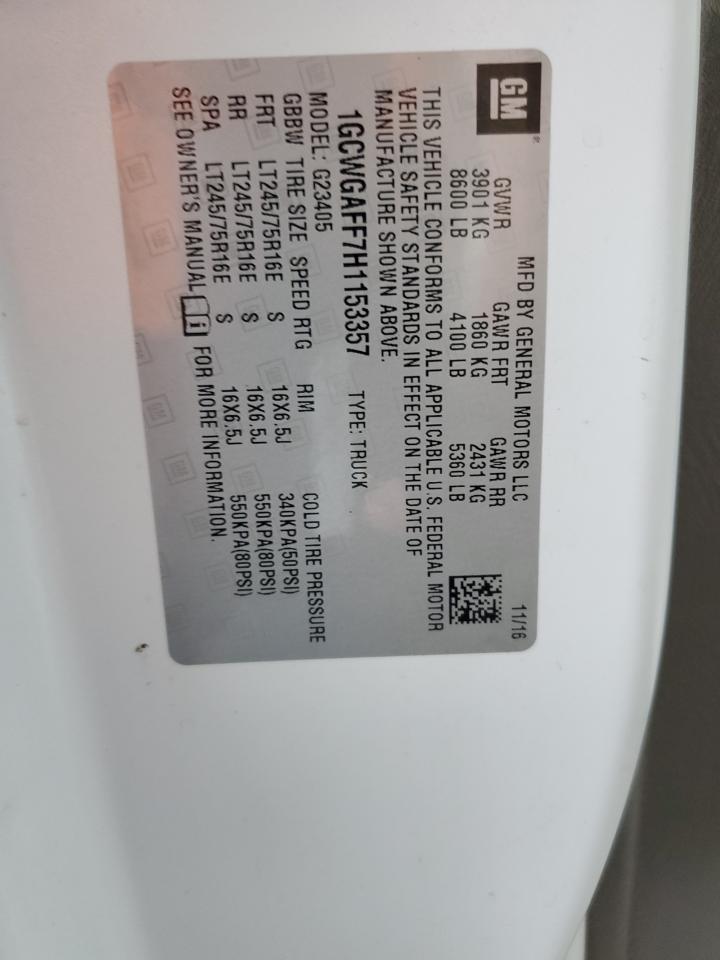 GM
MFD BY GENERAL MOTORS LLC 11/16
GVWR GAWR FRT GAWR RR
3901 KG 1860 KG 2431 KG
8600 LB 4100 LB 5360 LB
THIS VEHICLE CONFORMS TO ALL APPLICABLE U.S. FEDERAL MOTOR
VEHICLE SAFETY STANDARDS IN EFFECT ON THE DATE OF
MANUFACTURE SHOWN ABOVE.
1GCWGAFF7H1153357 TYPE: TRUCK
MODEL: G23405
GBBW TIRE SIZE SPEED RTG RIM COLD TIRE PRESSURE
FRT LT245/75R16E S 16X6.5J 340KPA(50PSI)
RR LT245/75R16E S 16X6.5J 550KPA(80PSI)
SPA LT245/75R16E S 16X6.5J 550KPA(80PSI)
SEE OWNER'S MANUAL i FOR MORE INFORMATION.